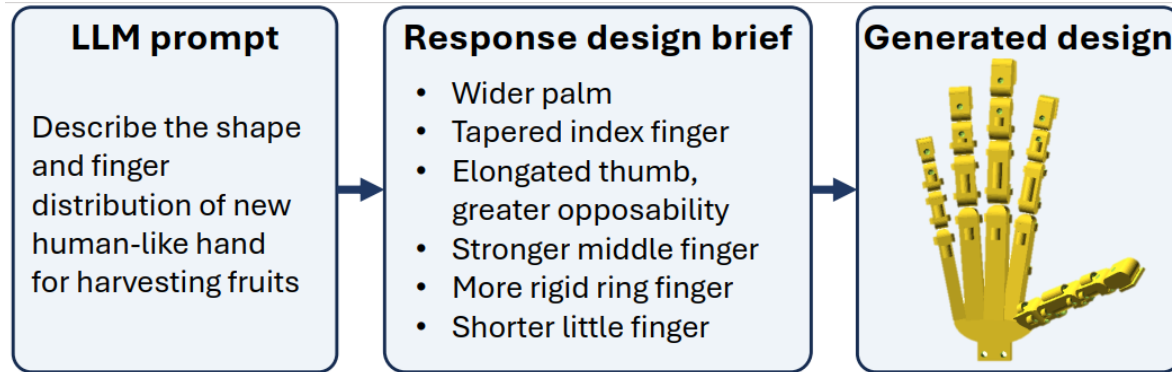 LLM prompt
Describe the shape
and finger
distribution of new
human-like hand
for harvesting fruits
Response design brief
• Wider palm
• Tapered index finger
• Elongated thumb,
greater opposability
• Stronger middle finger
• More rigid ring finger
• Shorter little finger
Generated design